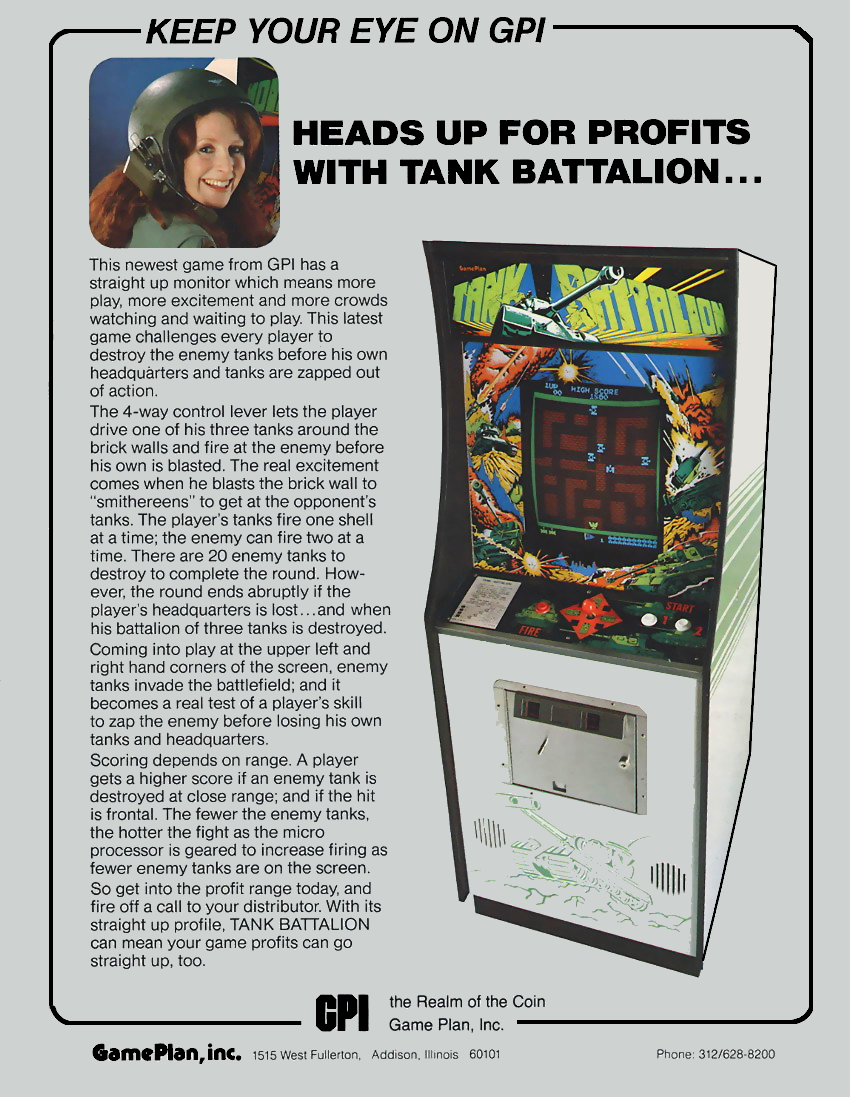 KEEP YOUR EYE ON GPI
HEADS UP FOR PROFITS
WITH TANK BATTALION...
This newest game from GPI has a
straight up monitor which means more
play, more excitement and more crowds
watching and waiting to play. This latest
game challenges every player to
destroy the enemy tanks before his own
headquarters and tanks are zapped out
of action.
The 4-way control lever lets the player
drive one of his three tanks around the
brick walls and fire at the enemy before
his own is blasted. The real excitement
comes when he blasts the brick wall to
“smithereens” to get at the opponent's
tanks. The player's tanks fire one shell
at a time; the enemy can fire two at a
time. There are 20 enemy tanks to
destroy to complete the round. How-
ever, the round ends abruptly if the
player's headquarters is lost...and when
his battalion of three tanks is destroyed.
Coming into play at the upper left and
right hand corners of the screen, enemy
tanks invade the battlefield; and it
becomes a real test of a player's skill
to zap the enemy before losing his own
tanks and headquarters.
Scoring depends on range. A player
gets a higher score if an enemy tank is
destroyed at close range; and if the hit
is frontal. The fewer the enemy tanks,
the hotter the fight as the micro
processor is geared to increase firing as
fewer enemy tanks are on the screen.
So get into the profit range today, and
fire off a call to your distributor. With its
straight up profile, TANK BATTALION
can mean your game profits can go
straight up, too.
GamePlan
TANK BATTALION
1UP HIGH SCORE
00 1500
1
FIRE
START
1 2
GPI
the Realm of the Coin
Game Plan, Inc.
GamePlan, inc. 1515 West Fullerton, Addison, Illinois 60101
Phone: 312/628-8200